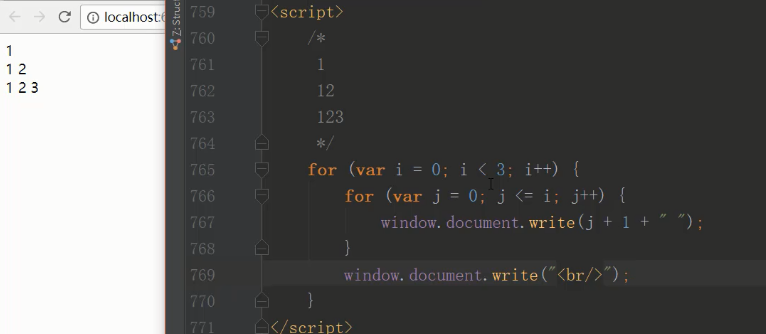 localhost:6
1
1 2
1 2 3
Z: Struct
759 <script>
760 /*
761 1
762 12
763 123
764 */
765 for (var i = 0; i < 3; i++) {
766 for (var j = 0; j <= i; j++) {
767 window.document.write(j + 1 + " ");
768 }
769 window.document.write("<br/>");
770 }
771 </script>